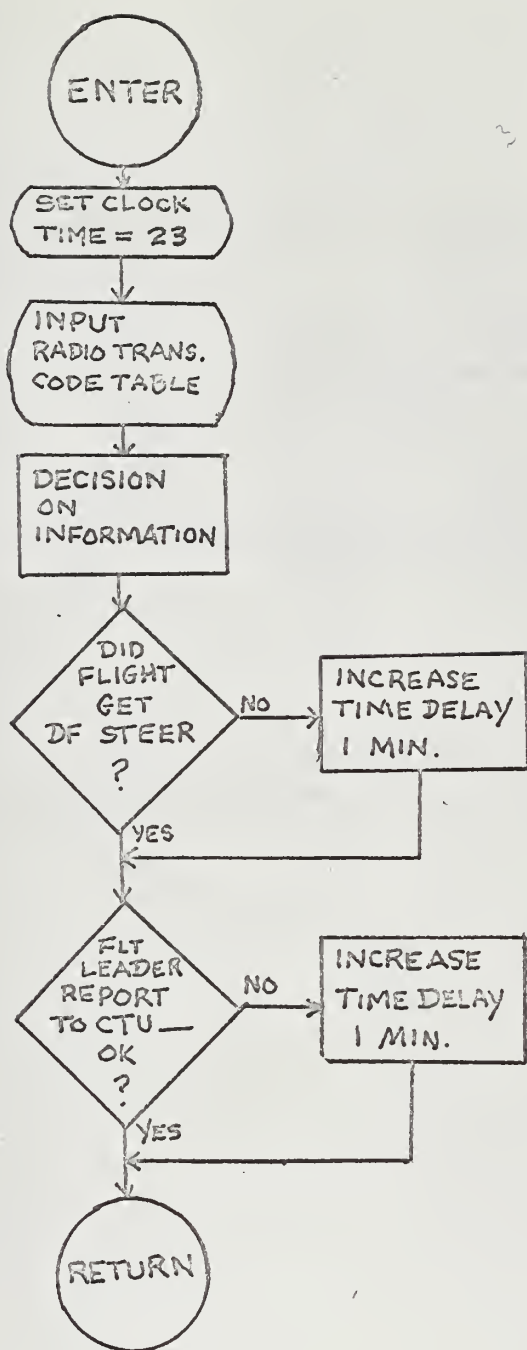 ENTER
SET CLOCK
TIME = 23
INPUT
RADIO TRANS.
CODE TABLE
DECISION
ON
INFORMATION
DID
FLIGHT
GET
DF STEER
?
NO
INCREASE
TIME DELAY
1 MIN.
YES
FLT
LEADER
REPORT
TO CTU__
OK
?
NO
INCREASE
TIME DELAY
1 MIN.
YES
RETURN